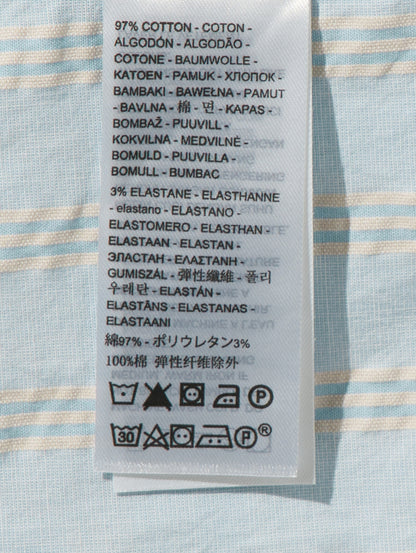 97% COTTON - COTON -
ALGODÓN - ALGODÃO -
COTONE - BAUMWOLLE -
KATOEN - PAMUK - ХЛОПОК -
BAMBAKI - BAWEŁNA - PAMUT
- BAVLNA - 棉 - 면 - KAPAS -
BOMBAŽ - PUUVILL -
KOKVILNA - MEDVILNĖ -
BOMULD - PUUVILLA -
BOMULL - BUMBAC
3% ELASTANE - ELASTHANNE
- elastano - ELASTANO -
ELASTOMERO - ELASTHAN -
ELASTAAN - ELASTAN -
ЭЛАСТАН - ΕΛΑΣΤΑΝΗ -
GUMISZÁL - 弹性纖維 - 폴리
우레탄 - ELASTÁN -
ELASTĀNS - ELASTANAS -
ELASTAANI
綿97% - ポリウレタン3%
100%棉 弹性纤维除外
P
30 P ®